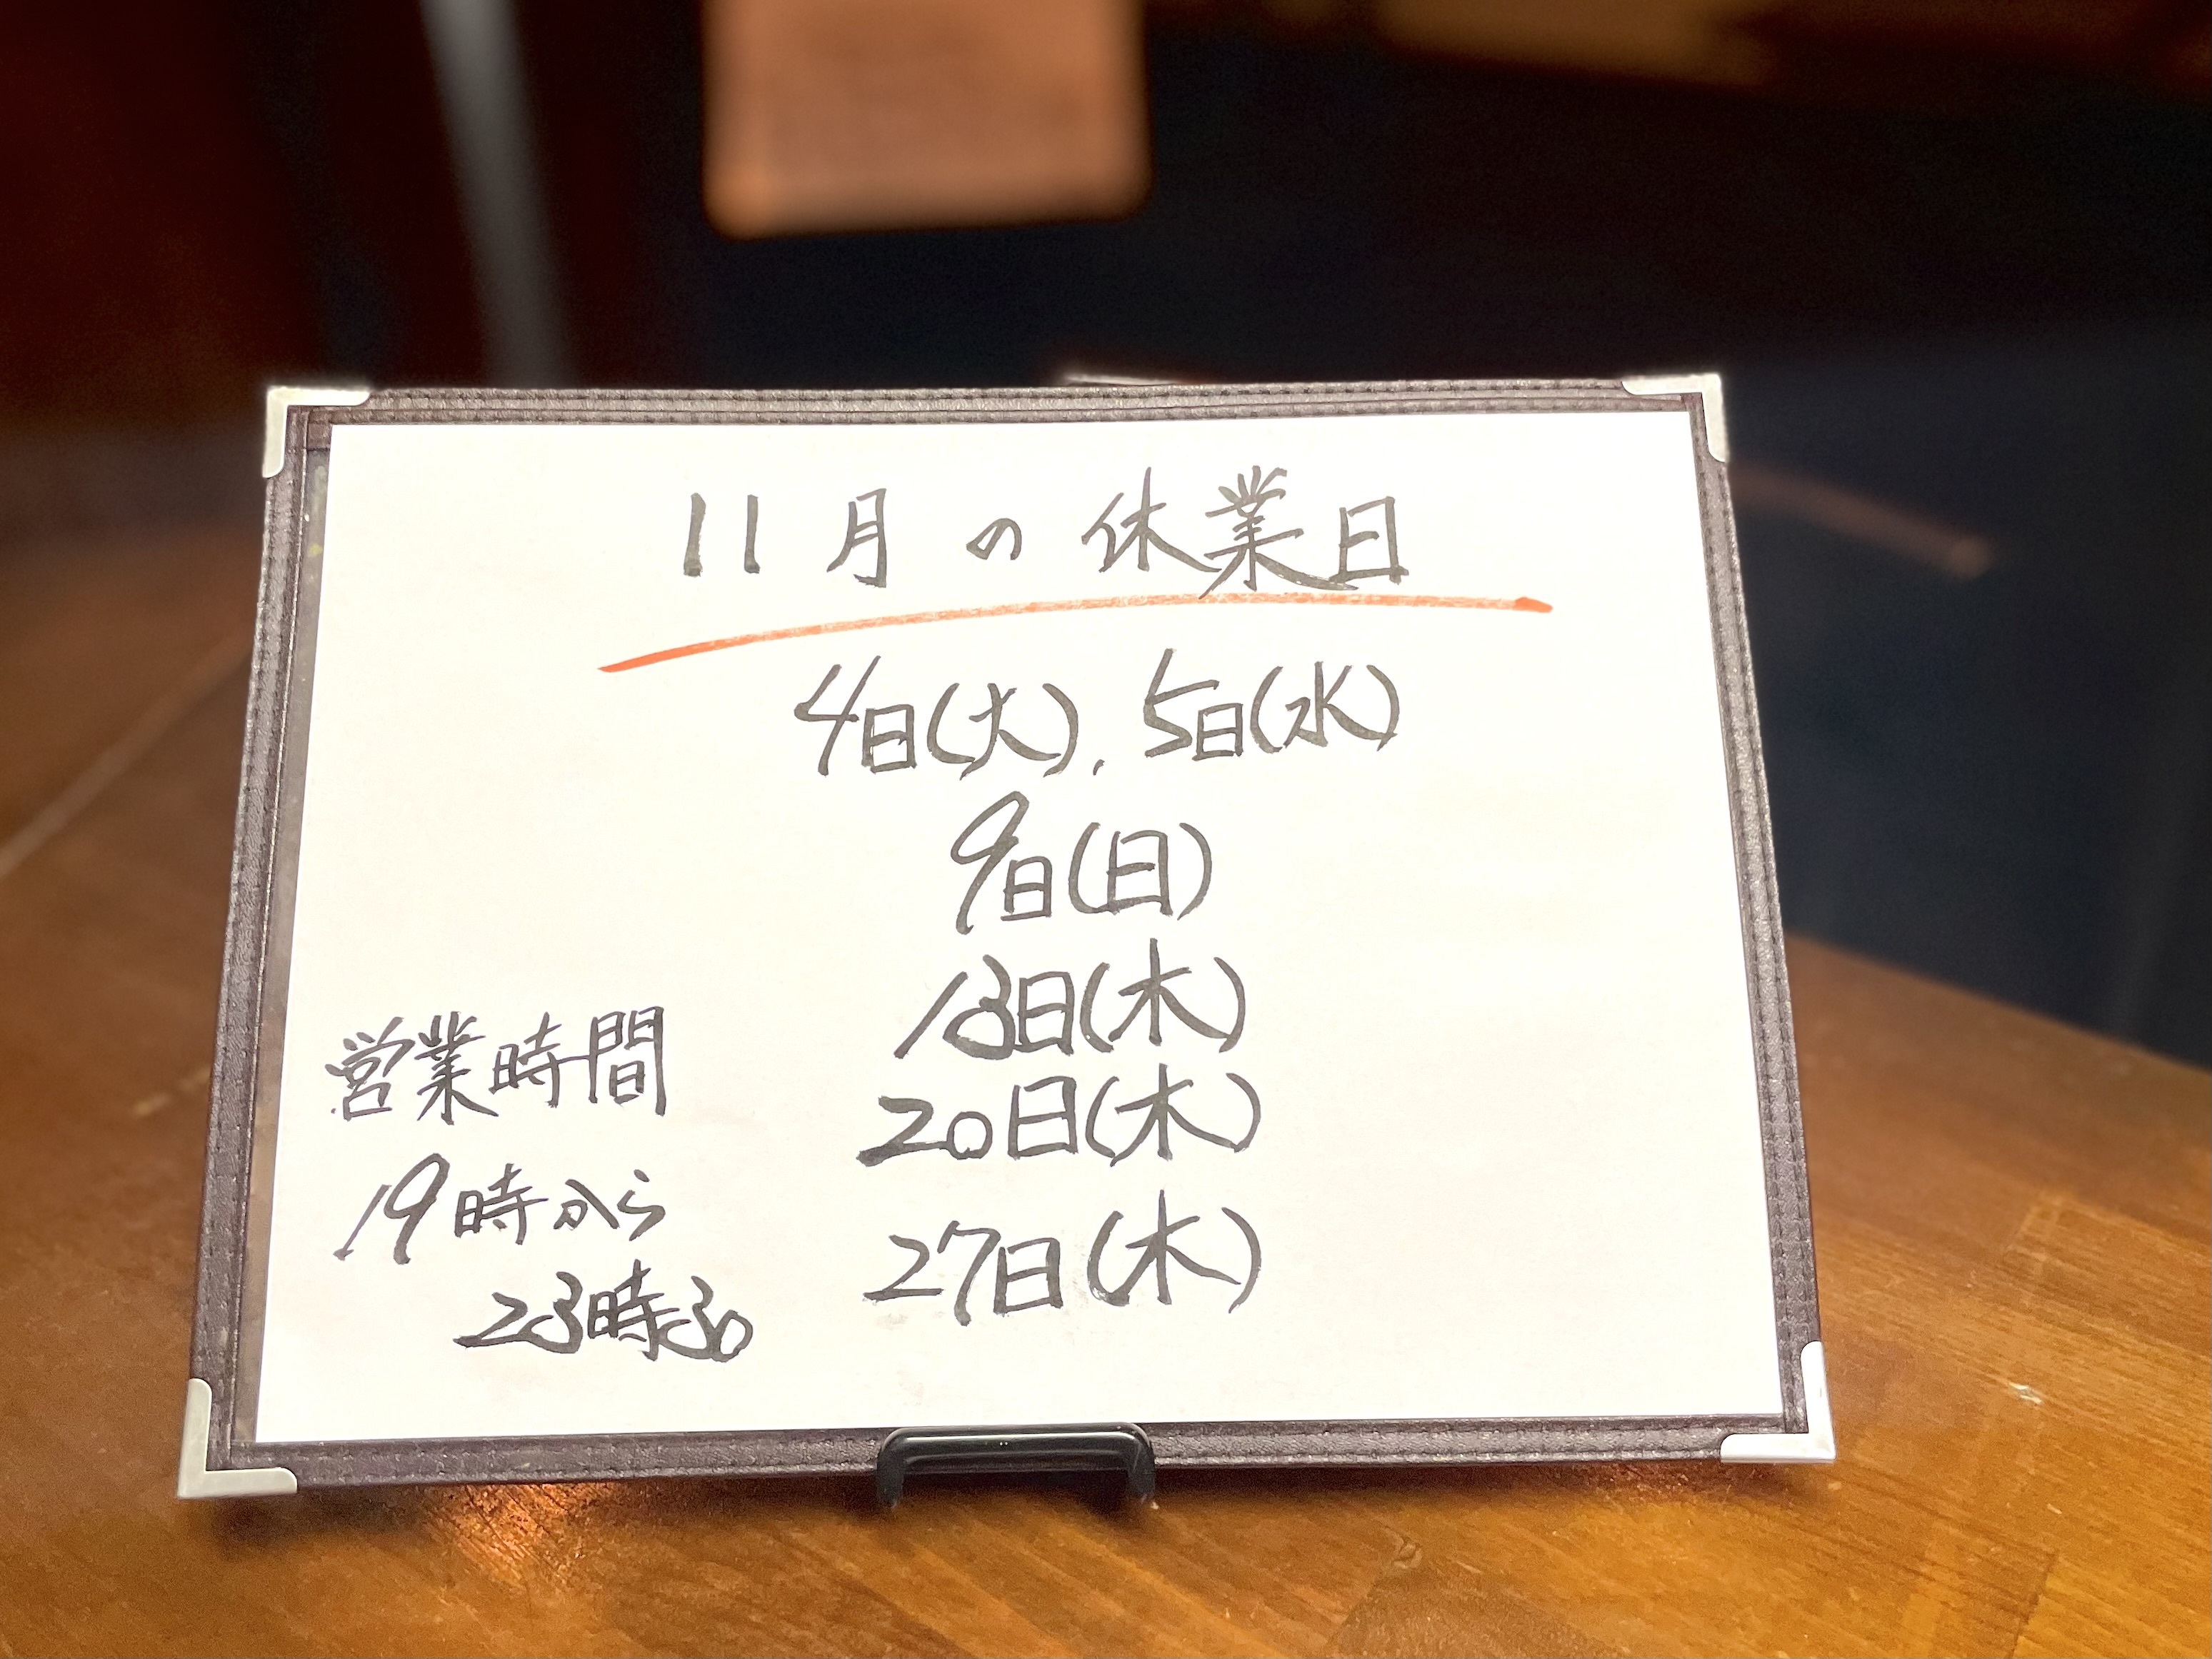 11月の休業日
4日(火)、5日(水)
9日(日)
13日(木)
20日(木)
27日(木)
営業時間
19時から
23時30